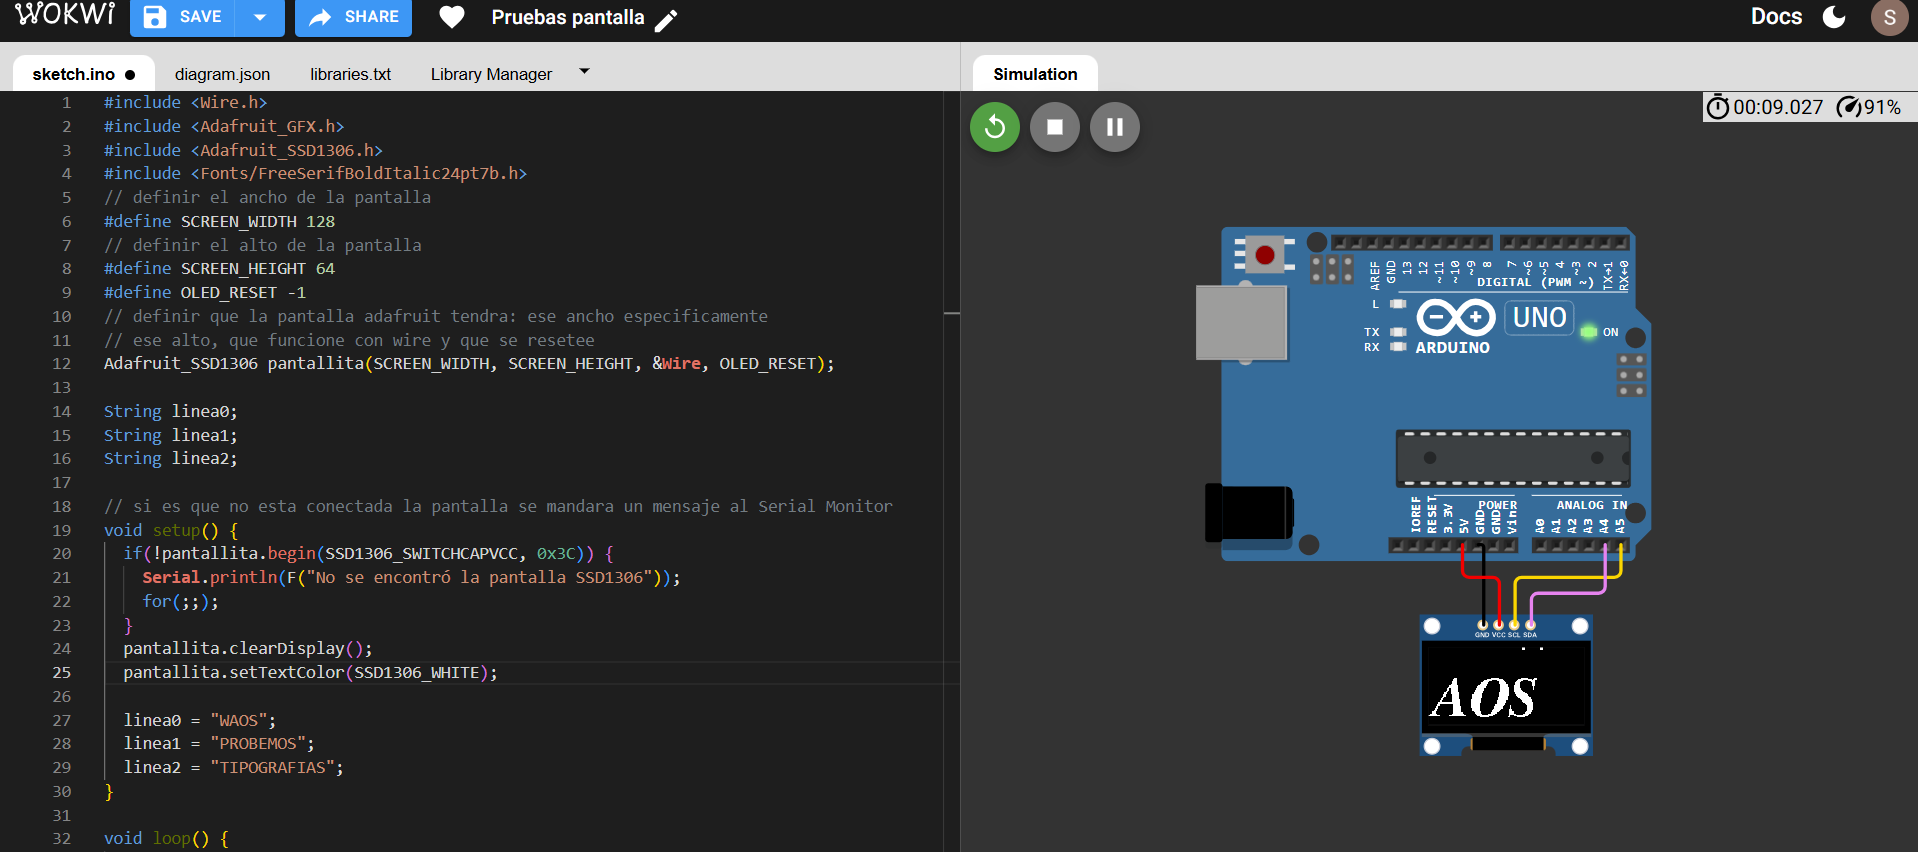 WOKWi SAVE SHARE Pruebas pantalla Docs S
sketch.ino ● diagram.json libraries.txt Library Manager Simulation
00:09.027 91%
1 #include <Wire.h>
2 #include <Adafruit_GFX.h>
3 #include <Adafruit_SSD1306.h>
4 #include <Fonts/FreeSerifBoldItalic24pt7b.h>
5 // definir el ancho de la pantalla
6 #define SCREEN_WIDTH 128
7 // definir el alto de la pantalla
8 #define SCREEN_HEIGHT 64
9 #define OLED_RESET -1
10 // definir que la pantalla adafruit tendra: ese ancho especificamente
11 // ese alto, que funcione con wire y que se resetee
12 Adafruit_SSD1306 pantallita(SCREEN_WIDTH, SCREEN_HEIGHT, &Wire, OLED_RESET);
13
14 String linea0;
15 String linea1;
16 String linea2;
17
18 // si es que no esta conectada la pantalla se mandara un mensaje al Serial Monitor
19 void setup() {
20 if(!pantallita.begin(SSD1306_SWITCHCAPVCC, 0x3C)) {
21 Serial.println(F("No se encontró la pantalla SSD1306"));
22 for(;;);
23 }
24 pantallita.clearDisplay();
25 pantallita.setTextColor(SSD1306_WHITE);
26
27 linea0 = "WAOS";
28 linea1 = "PROBEMOS";
29 linea2 = "TIPOGRAFIAS";
30 }
31
32 void loop() {
AREF GND 13 12 ~11 ~10 ~9 8 7 ~6 ~5 4 ~3 2 TX→1 RX←0
DIGITAL (PWM ~)
L
TX
RX
UNO
ON
ARDUINO
POWER ANALOG IN
IOREF RESET 3.3V 5V GND GND Vin A0 A1 A2 A3 A4 A5
GND VCC SCL SDA
AOS